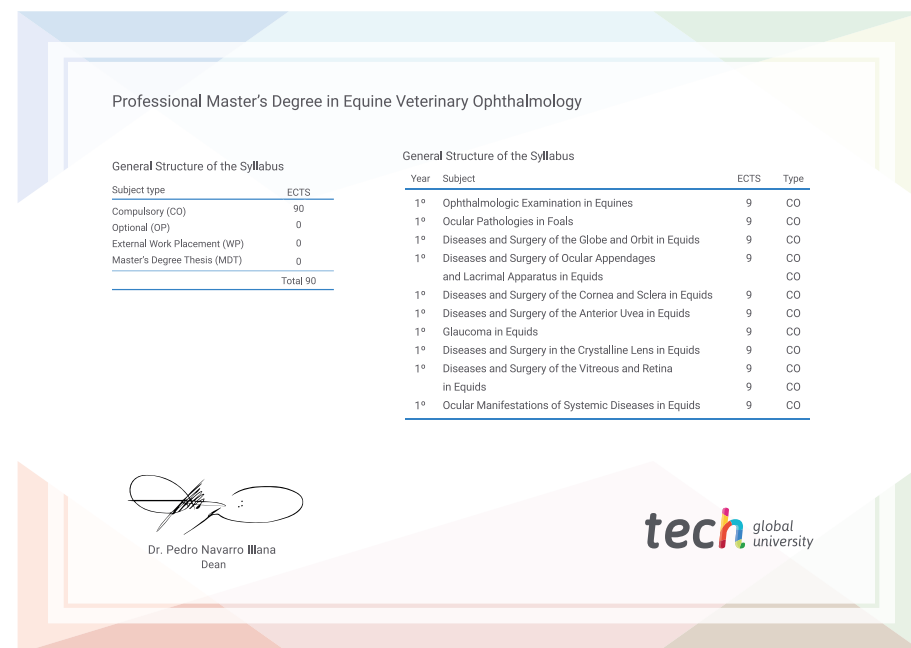 Professional Master's Degree in Equine Veterinary Ophthalmology
General Structure of the Syllabus
Subject type ECTS
Compulsory (CO) 90
Optional (OP) 0
External Work Placement (WP) 0
Master's Degree Thesis (MDT) 0
Total 90
General Structure of the Syllabus
Year Subject ECTS Type
1º Ophthalmologic Examination in Equines 9 CO
1º Ocular Pathologies in Foals 9 CO
1º Diseases and Surgery of the Globe and Orbit in Equids 9 CO
1º Diseases and Surgery of Ocular Appendages 9 CO
and Lacrimal Apparatus in Equids CO
1º Diseases and Surgery of the Cornea and Sclera in Equids 9 CO
1º Diseases and Surgery of the Anterior Uvea in Equids 9 CO
1º Glaucoma in Equids 9 CO
1º Diseases and Surgery in the Crystalline Lens in Equids 9 CO
1º Diseases and Surgery of the Vitreous and Retina 9 CO
in Equids 9 CO
1º Ocular Manifestations of Systemic Diseases in Equids 9 CO
Dr. Pedro Navarro Illana
Dean
tech global
university